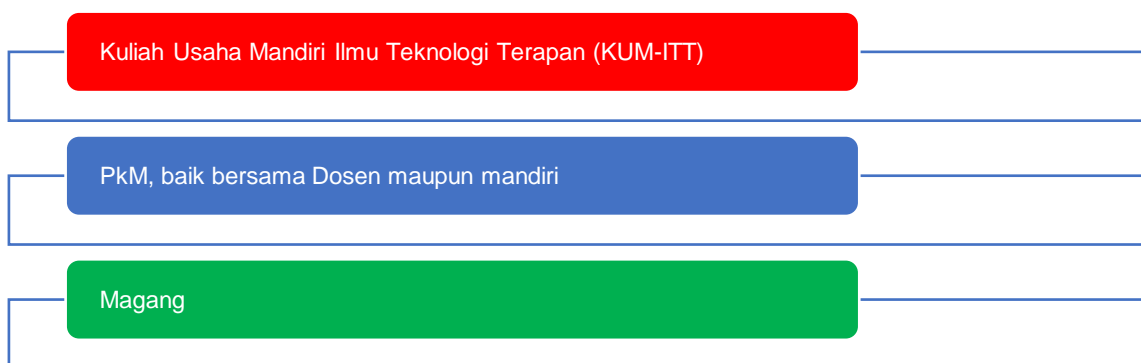 Kuliah Usaha Mandiri Ilmu Teknologi Terapan (KUM-ITT)
PkM, baik bersama Dosen maupun mandiri
Magang